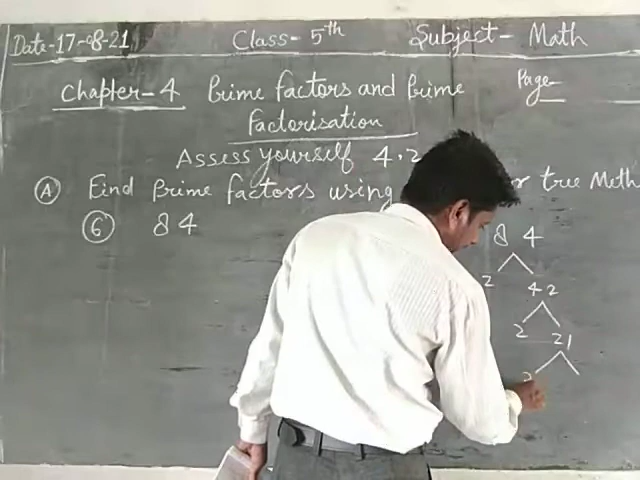 Date-17-08-21 Class- 5th Subject- Math
Chapter-4 Prime factors and Prime Page-
Factorisation
Assess yourself 4.2
(A) Find Prime factors using tree Meth
(6) 84 84
2 42
2 21